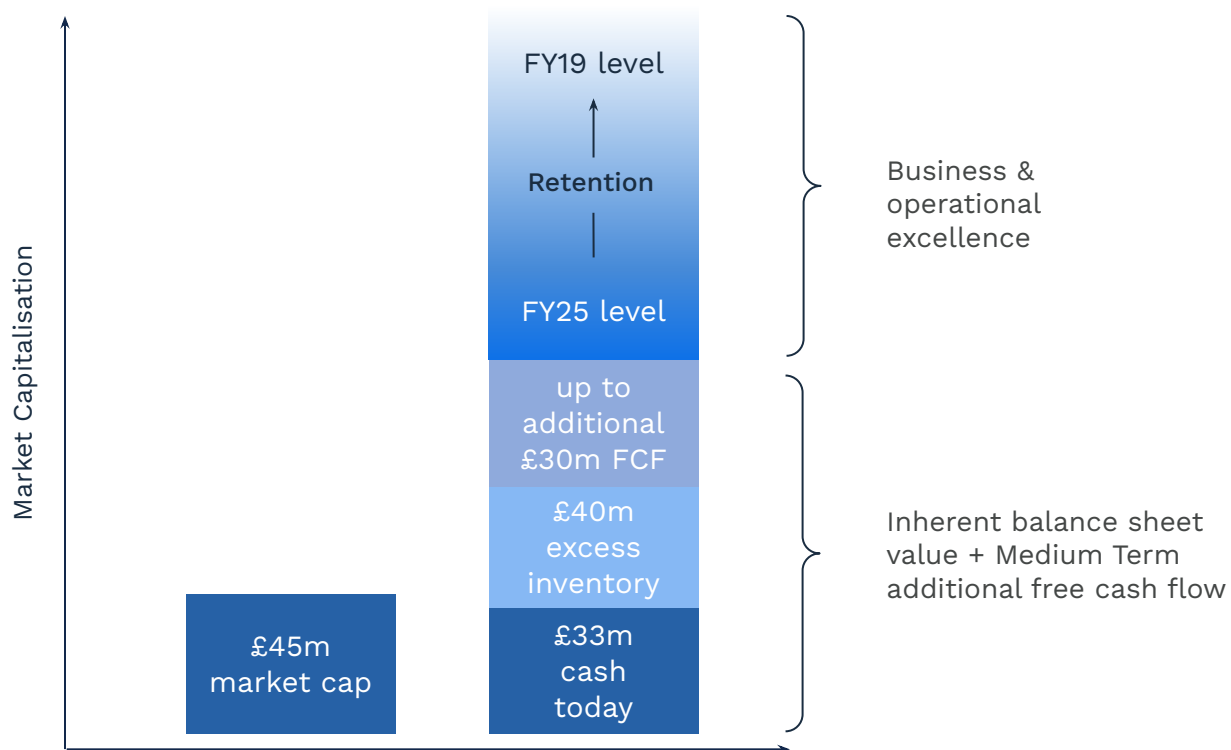 Market Capitalisation
£45m
market cap
FY19 level
Retention
FY25 level
up to
additional
£30m FCF
£40m
excess
inventory
£33m
cash
today
Business &
operational
excellence
Inherent balance sheet
value + Medium Term
additional free cash flow